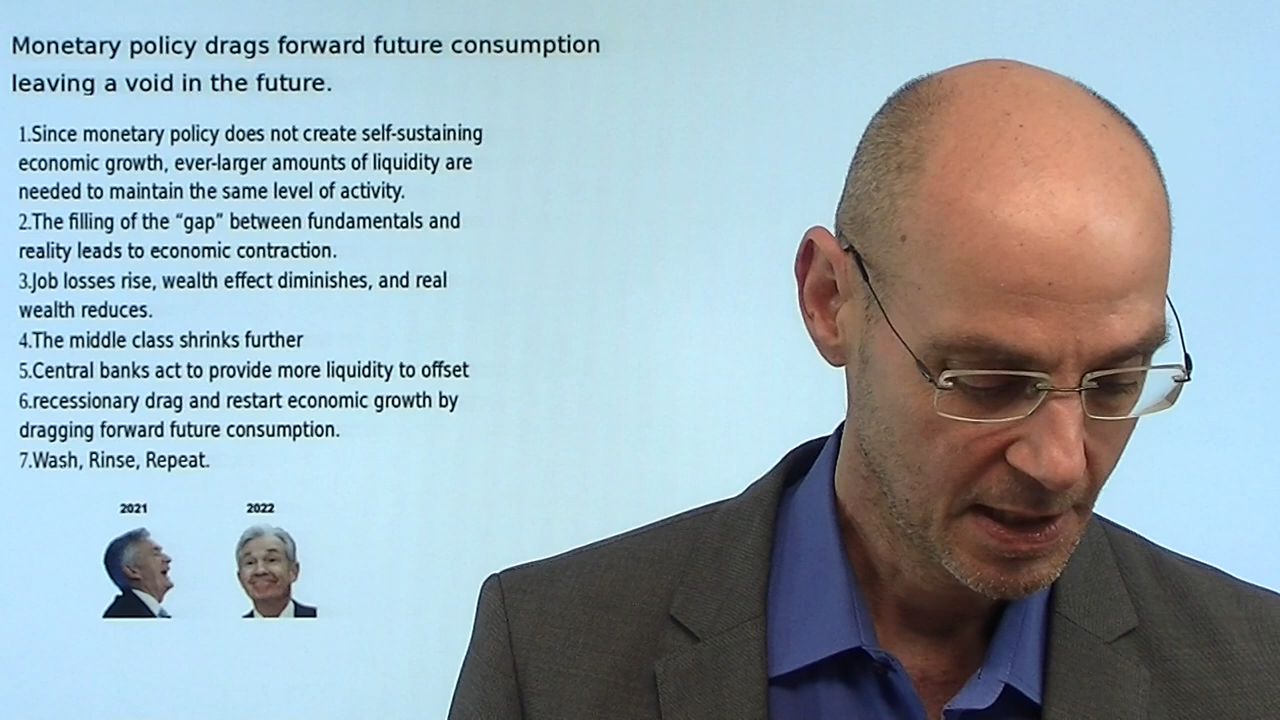 Monetary policy drags forward future consumption
leaving a void in the future.
1.Since monetary policy does not create self-sustaining
economic growth, ever-larger amounts of liquidity are
needed to maintain the same level of activity.
2.The filling of the “gap” between fundamentals and
reality leads to economic contraction.
3.Job losses rise, wealth effect diminishes, and real
wealth reduces.
4.The middle class shrinks further
5.Central banks act to provide more liquidity to offset
6.recessionary drag and restart economic growth by
dragging forward future consumption.
7.Wash, Rinse, Repeat.
2021 2022